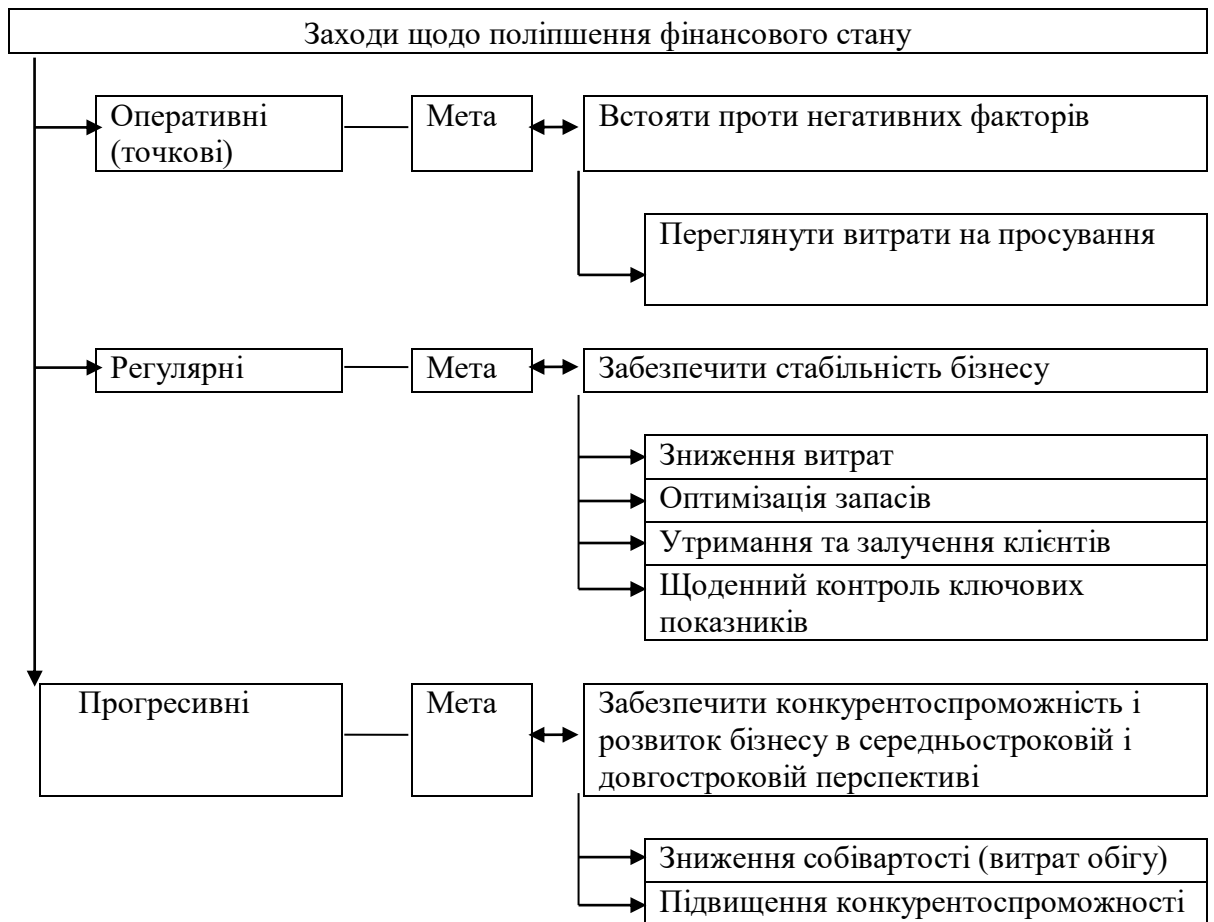 Заходи щодо поліпшення фінансового стану
Оперативні
(точкові)
Мета
Встояти проти негативних факторів
Переглянути витрати на просування
Регулярні
Мета
Забезпечити стабільність бізнесу
Зниження витрат
Оптимізація запасів
Утримання та залучення клієнтів
Щоденний контроль ключових
показників
Прогресивні
Мета
Забезпечити конкурентоспроможність і
розвиток бізнесу в середньостроковій і
довгостроковій перспективі
Зниження собівартості (витрат обігу)
Підвищення конкурентоспроможності